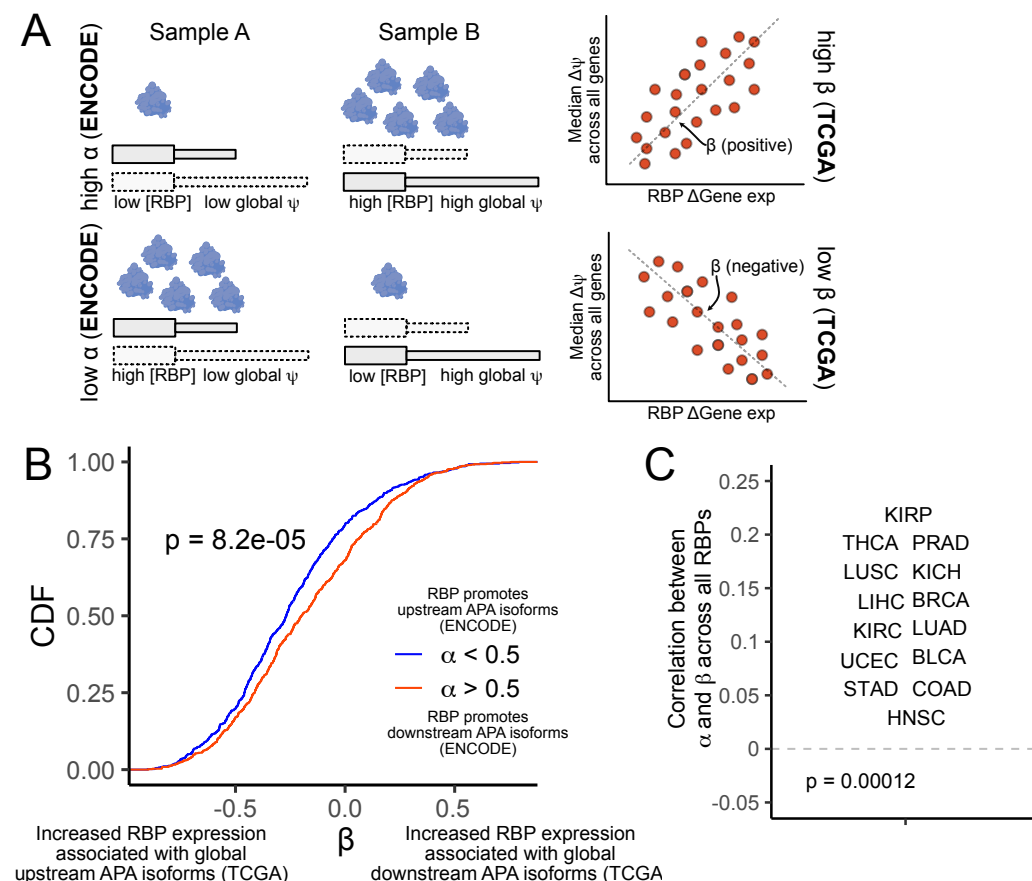 A
Sample A
Sample B
high α (ENCODE)
low [RBP] low global ψ
high [RBP] high global ψ
Median Δψ
across all genes
β (positive)
RBP ΔGene exp
high β (TCGA)
low α (ENCODE)
high [RBP] low global ψ
low [RBP] high global ψ
Median Δψ
across all genes
β (negative)
RBP ΔGene exp
low β (TCGA)
B
CDF
1.00
0.75
0.50
0.25
0.00
p = 8.2e-05
RBP promotes
upstream APA isoforms
(ENCODE)
α < 0.5
α > 0.5
RBP promotes
downstream APA isoforms
(ENCODE)
-0.5
0.0
0.5
β
Increased RBP expression
associated with global
upstream APA isoforms (TCGA)
Increased RBP expression
associated with global
downstream APA isoforms (TCGA
C
Correlation between
α and β across all RBPs
0.25
0.2
0.15
0.1
0.05
0
-0.05
KIRP
THCA PRAD
LUSC KICH
LIHC BRCA
KIRC LUAD
UCEC BLCA
STAD COAD
HNSC
p = 0.00012